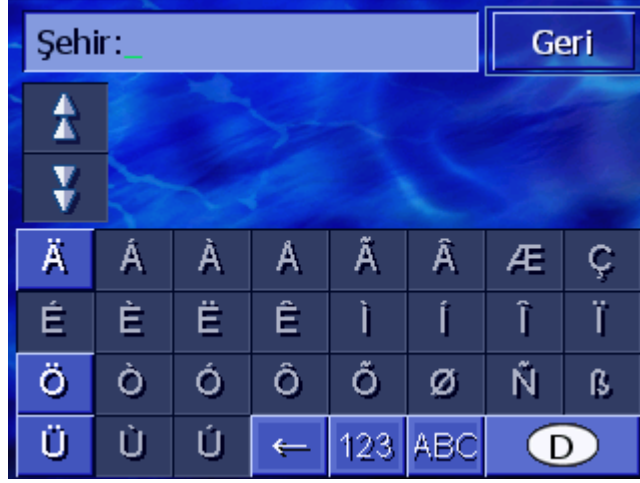 Şehir:_ Geri
Ä Á À Å Ã Â Æ Ç
É È Ë Ê Ì Í Î Ï
Ö Ò Ó Ô Õ Ø Ñ ß
Ü Ù Ú ← 123 ABC D